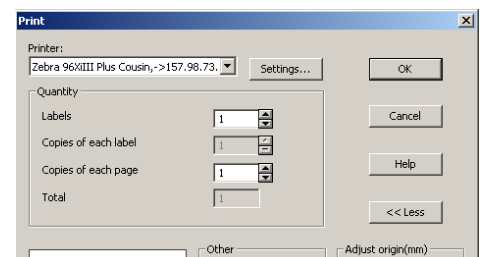 Print
Printer:
Zebra 96XiIII Plus Cousin,->157.98.73.
Settings...
OK
Quantity
Labels
1
Cancel
Copies of each label
1
Copies of each page
1
Help
Total
1
<< Less
Other
Adjust origin(mm)